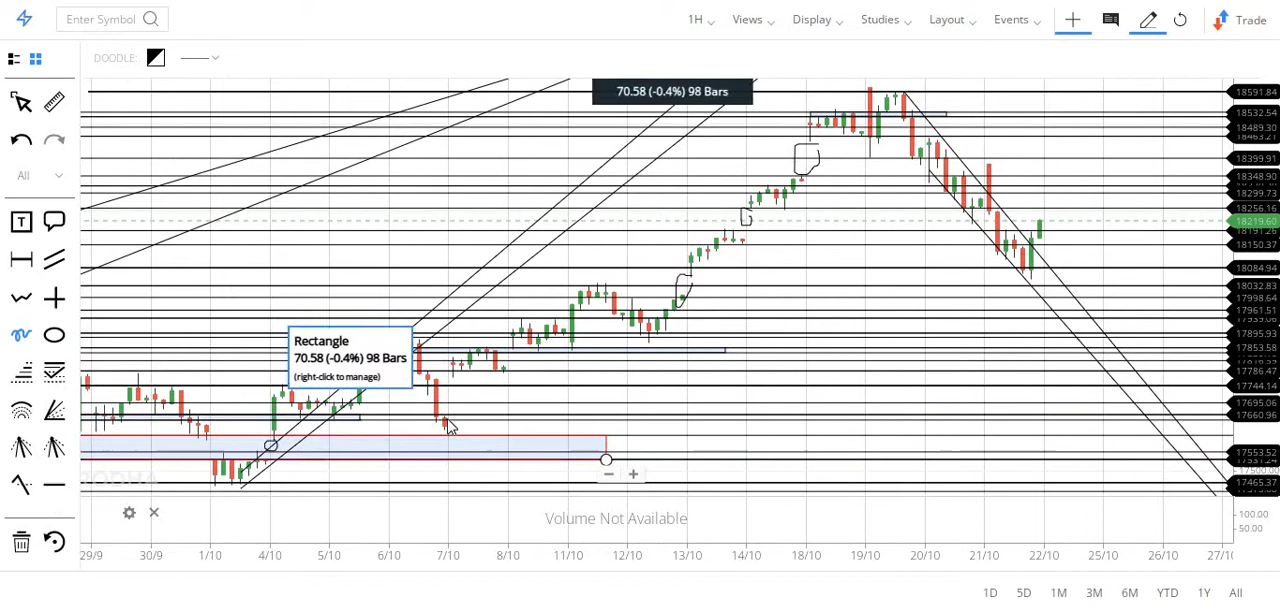 Enter Symbol
1H
Views
Display
Studies
Layout
Events
Trade
DOODLE:
All
70.58 (-0.4%) 98 Bars
Rectangle
70.58 (-0.4%) 98 Bars
(right-click to manage)
18591.84
18532.54
18489.30
18463.21
18399.91
18348.90
18299.73
18256.16
18219.60
18191.26
18150.37
18084.94
18032.83
17998.64
17961.51
17895.93
17853.58
17786.47
17744.14
17695.06
17660.96
17553.52
17500.00
17465.37
Volume Not Available
100.00
50.00
29/9 30/9 1/10 4/10 5/10 6/10 7/10 8/10 11/10 12/10 13/10 14/10 18/10 19/10 20/10 21/10 22/10 25/10 26/10
1D 5D 1M 3M 6M YTD 1Y All